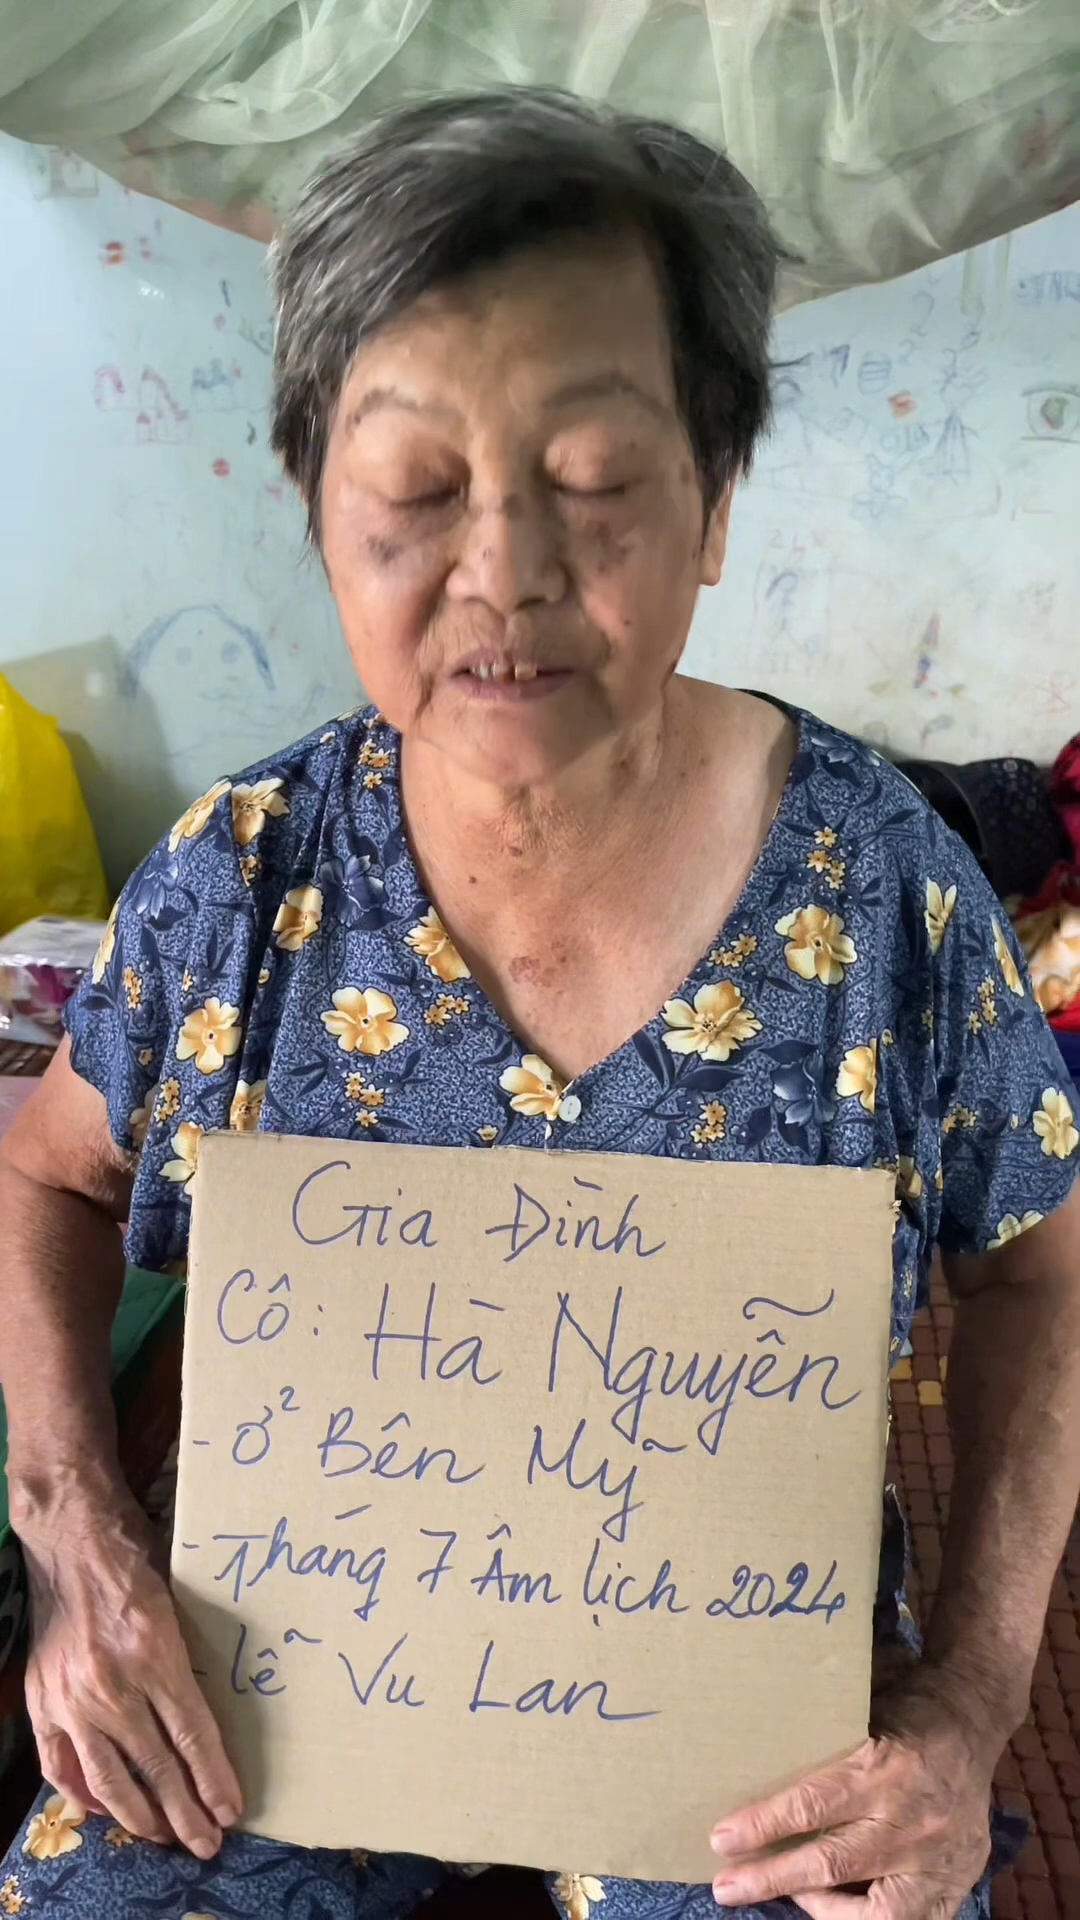 Gia Đình
Cô: Hà Nguyễn
- ở Bên Mỹ
- Tháng 7 Âm lịch 2024
- lễ Vu Lan